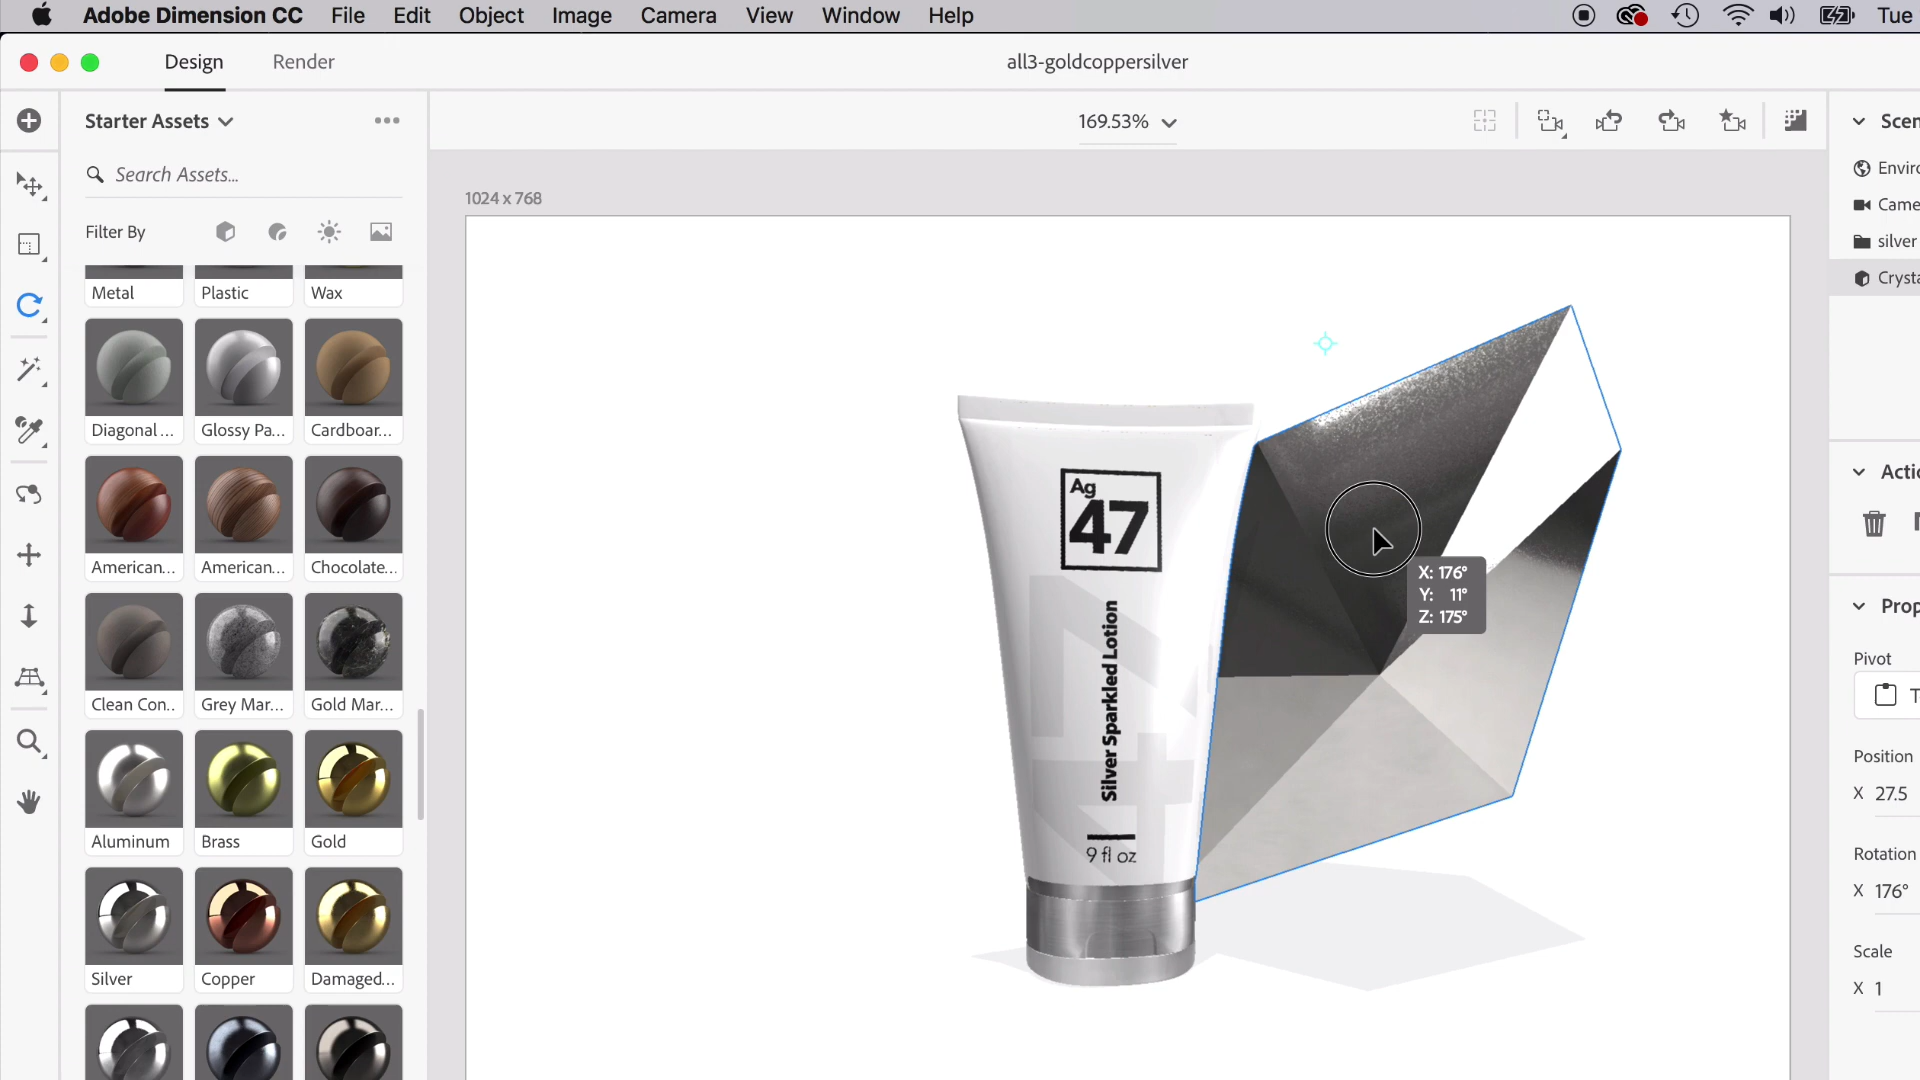 Adobe Dimension CC File Edit Object Image Camera View Window Help Tue
Design Render all3-goldcoppersilver
Starter Assets
169.53%
Search Assets...
Filter By
1024 x 768
Metal Plastic Wax
Diagonal ... Glossy Pa... Cardboar...
American... American... Chocolate...
Clean Con.. Grey Mar... Gold Mar...
Aluminum Brass Gold
Silver Copper Damaged...
Ag
47
Silver Sparkled Lotion
9 fl oz
X: 176°
Y: 11°
Z: 175°
Scen
Enviro
Came
silver
Crysta
Actio
Prop
Pivot
T
Position
X 27.5
Rotation
X 176°
Scale
X 1